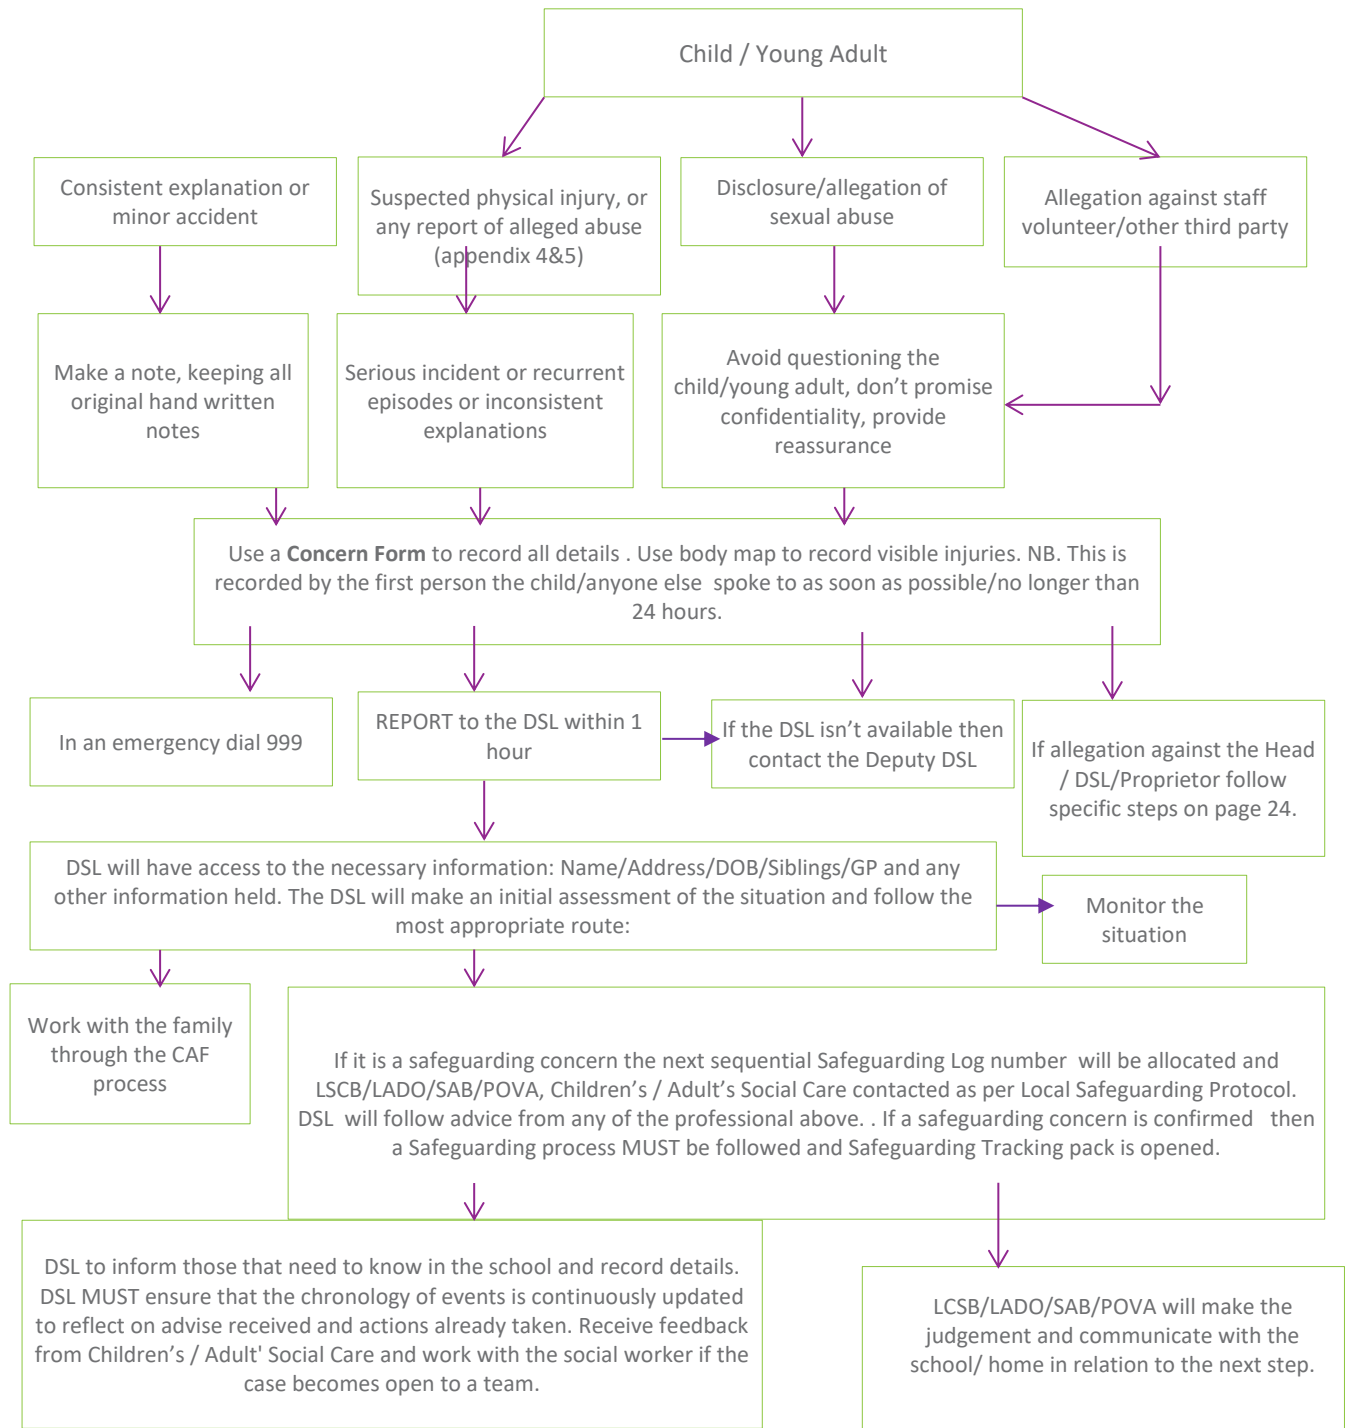 Child / Young Adult
Consistent explanation or
minor accident
Suspected physical injury, or
any report of alleged abuse
(appendix 4&5)
Disclosure/allegation of
sexual abuse
Allegation against staff
volunteer/other third party
Make a note, keeping all
original hand written
notes
Serious incident or recurrent
episodes or inconsistent
explanations
Avoid questioning the
child/young adult, don’t promise
confidentiality, provide
reassurance
Use a Concern Form to record all details . Use body map to record visible injuries. NB. This is
recorded by the first person the child/anyone else  spoke to as soon as possible/no longer than
24 hours.
In an emergency dial 999
REPORT to the DSL within 1
hour
If the DSL isn’t available then
contact the Deputy DSL
If allegation against the Head
/ DSL/Proprietor follow
specific steps on page 24.
DSL will have access to the necessary information: Name/Address/DOB/Siblings/GP and any
other information held. The DSL will make an initial assessment of the situation and follow the
most appropriate route:
Monitor the
situation
Work with the family
through the CAF
process
If it is a safeguarding concern the next sequential Safeguarding Log number  will be allocated and
LSCB/LADO/SAB/POVA, Children’s / Adult’s Social Care contacted as per Local Safeguarding Protocol.
DSL  will follow advice from any of the professional above. . If a safeguarding concern is confirmed   then
a Safeguarding process MUST be followed and Safeguarding Tracking pack is opened.
DSL to inform those that need to know in the school and record details.
DSL MUST ensure that the chronology of events is continuously updated
to reflect on advise received and actions already taken. Receive feedback
from Children’s / Adult' Social Care and work with the social worker if the
case becomes open to a team.
LCSB/LADO/SAB/POVA will make the
judgement and communicate with the
school/ home in relation to the next step.